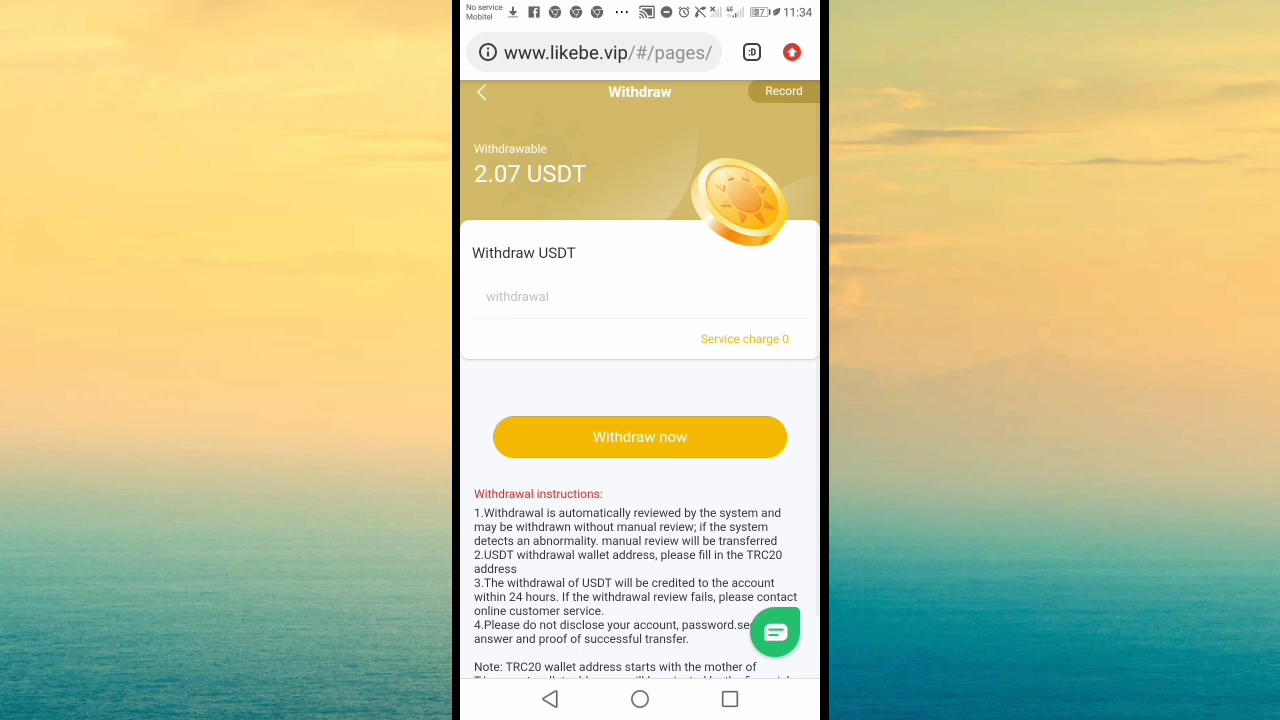 No service
Mobitel
87
11:34
www.likebe.vip/#/pages/
:D
Withdraw
Record
Withdrawable
2.07 USDT
Withdraw USDT
withdrawal
Service charge 0
Withdraw now
Withdrawal instructions:
1.Withdrawal is automatically reviewed by the system and
may be withdrawn without manual review; if the system
detects an abnormality. manual review will be transferred
2.USDT withdrawal wallet address, please fill in the TRC20
address
3.The withdrawal of USDT will be credited to the account
within 24 hours. If the withdrawal review fails, please contact
online customer service.
4.Please do not disclose your account, password.
answer and proof of successful transfer.
Note: TRC20 wallet address starts with the mother of